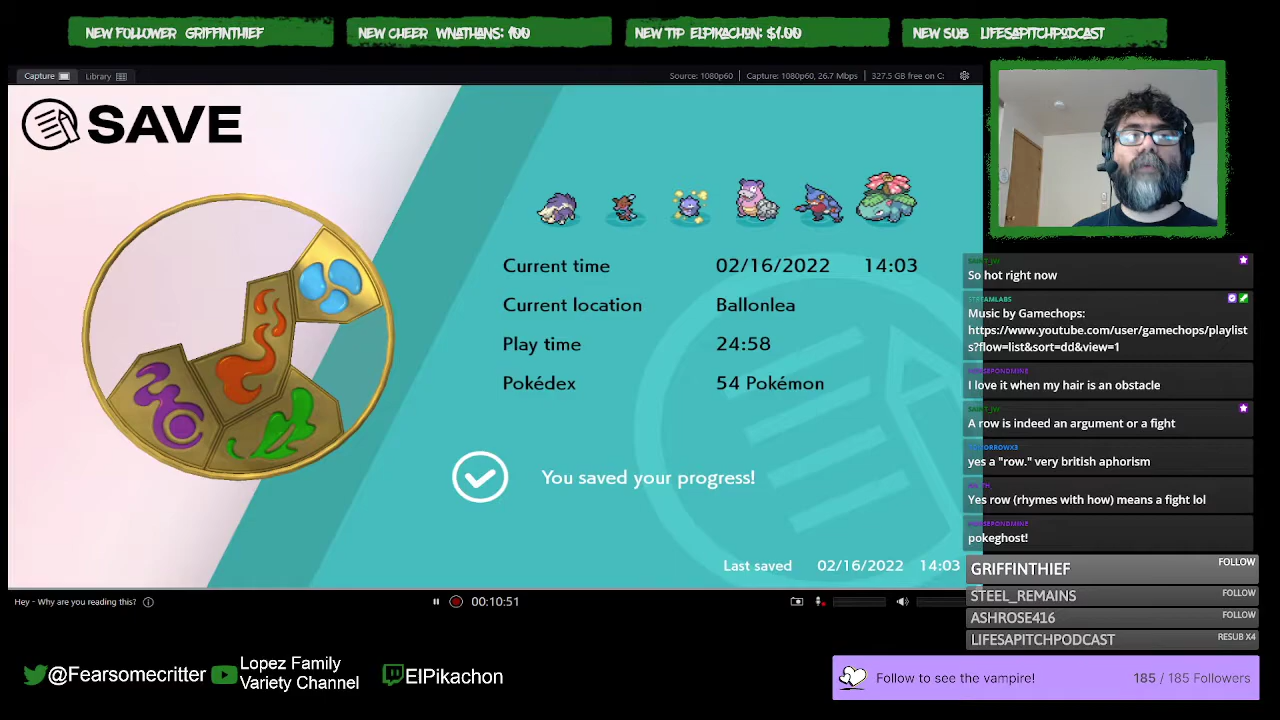 NEW FOLLOWER GRIFFINTHIEF
NEW CHEER WNATHANS: 100
NEW TIP ELPIKACHON: $1.00
NEW SUB LIFESAPITCHPODCAST
Capture
Library
Source: 1080p60
Capture: 1080p60, 26.7 Mbps
327.5 GB free on C:
SAVE
Current time 02/16/2022 14:03
Current location Ballonlea
Play time 24:58
Pokédex 54 Pokémon
You saved your progress!
Last saved 02/16/2022 14:03
Hey - Why are you reading this?
00:10:51
SAINT_JW
So hot right now
STREAMLABS
Music by Gamechops:
https://www.youtube.com/user/gamechops/playlist
s?flow=list&sort=dd&view=1
I love it when my hair is an obstacle
SAINT_JW
A row is indeed an argument or a fight
yes a "row." very british aphorism
Yes row (rhymes with how) means a fight lol
pokeghost!
GRIFFINTHIEF FOLLOW
STEEL_REMAINS FOLLOW
ASHROSE416 FOLLOW
LIFESAPITCHPODCAST RESUB X4
@Fearsomecritter
Lopez Family
Variety Channel
ElPikachon
Follow to see the vampire!
185 / 185 Followers